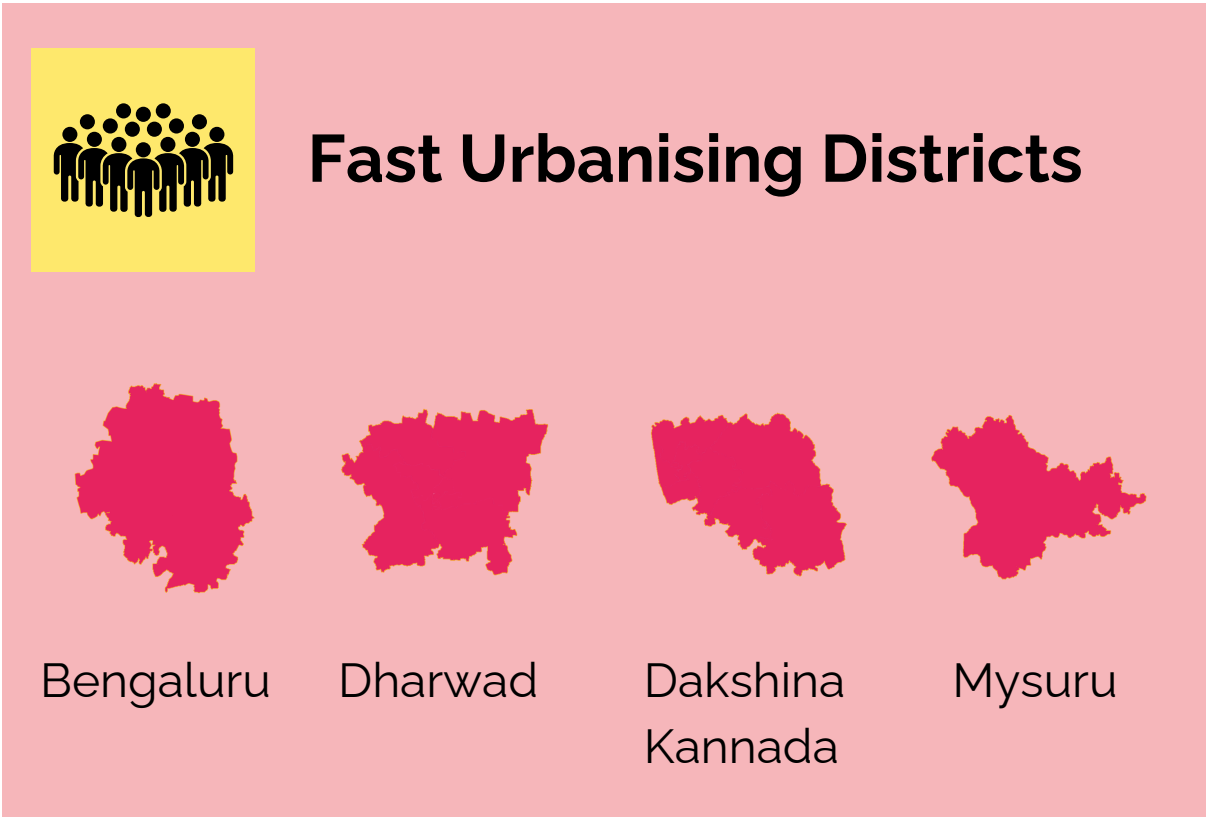 Fast Urbanising Districts
Bengaluru
Dharwad
Dakshina
Kannada
Mysuru